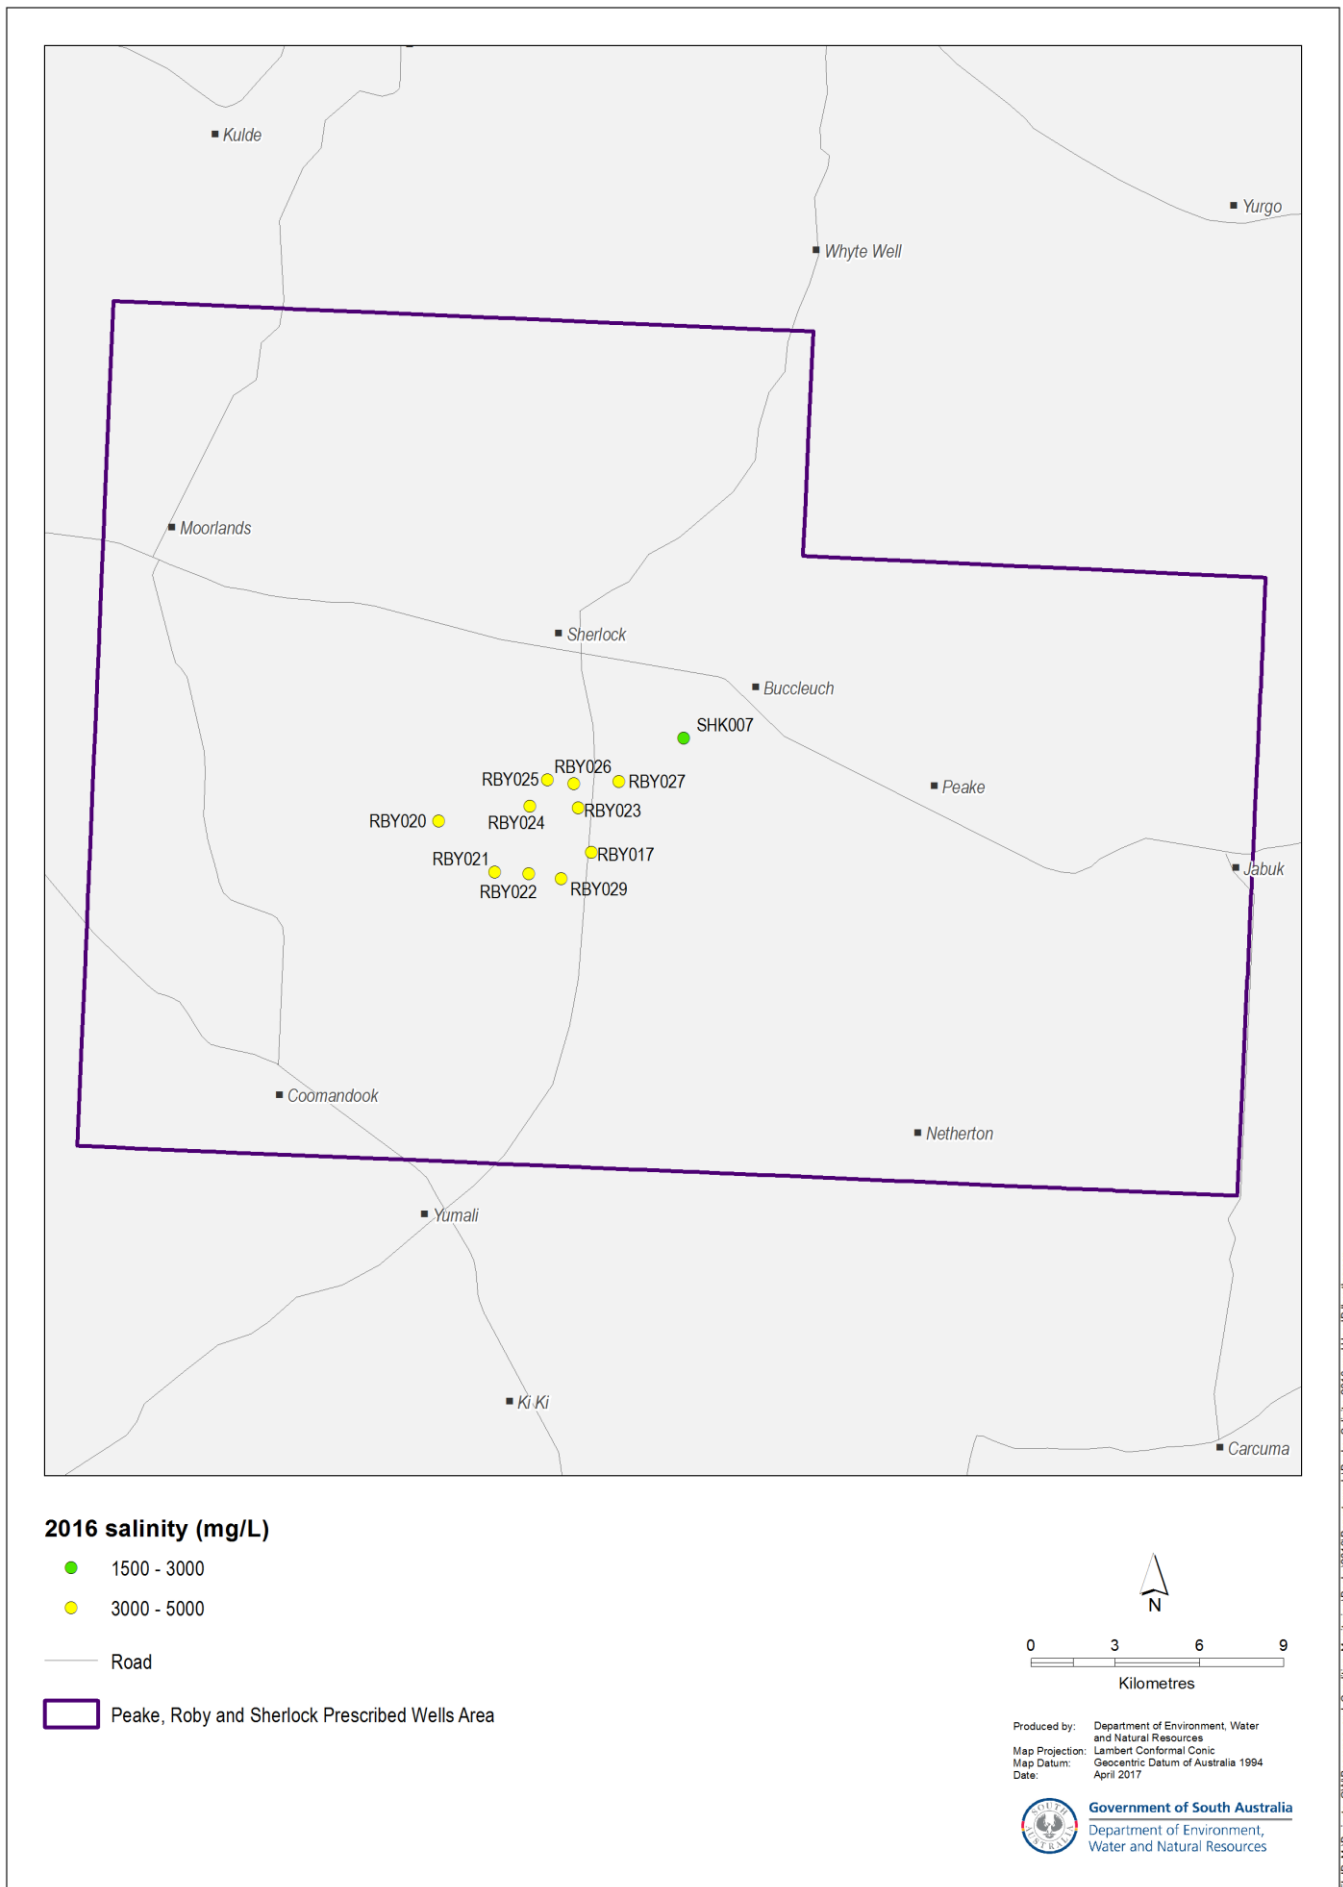 Kulde
Yurgo
Whyte Well
Moorlands
Sherlock
Buccleuch
SHK007
RBY026
RBY025
RBY027
Peake
RBY023
RBY024
RBY020
RBY017
RBY021
Jabuk
RBY022
RBY029
Coomandook
Netherton
Yumali
Ki Ki
Carcuma
2016 salinity (mg/L)
1500 - 3000
3000 - 5000
Road
Peake, Roby and Sherlock Prescribed Wells Area
N
0 3 6 9
Kilometres
Produced by: Department of Environment, Water
and Natural Resources
Map Projection: Lambert Conformal Conic
Map Datum: Geocentric Datum of Australia 1994
Date: April 2017
SOUTH
AUSTRALIA
Government of South Australia
Department of Environment,
Water and Natural Resources